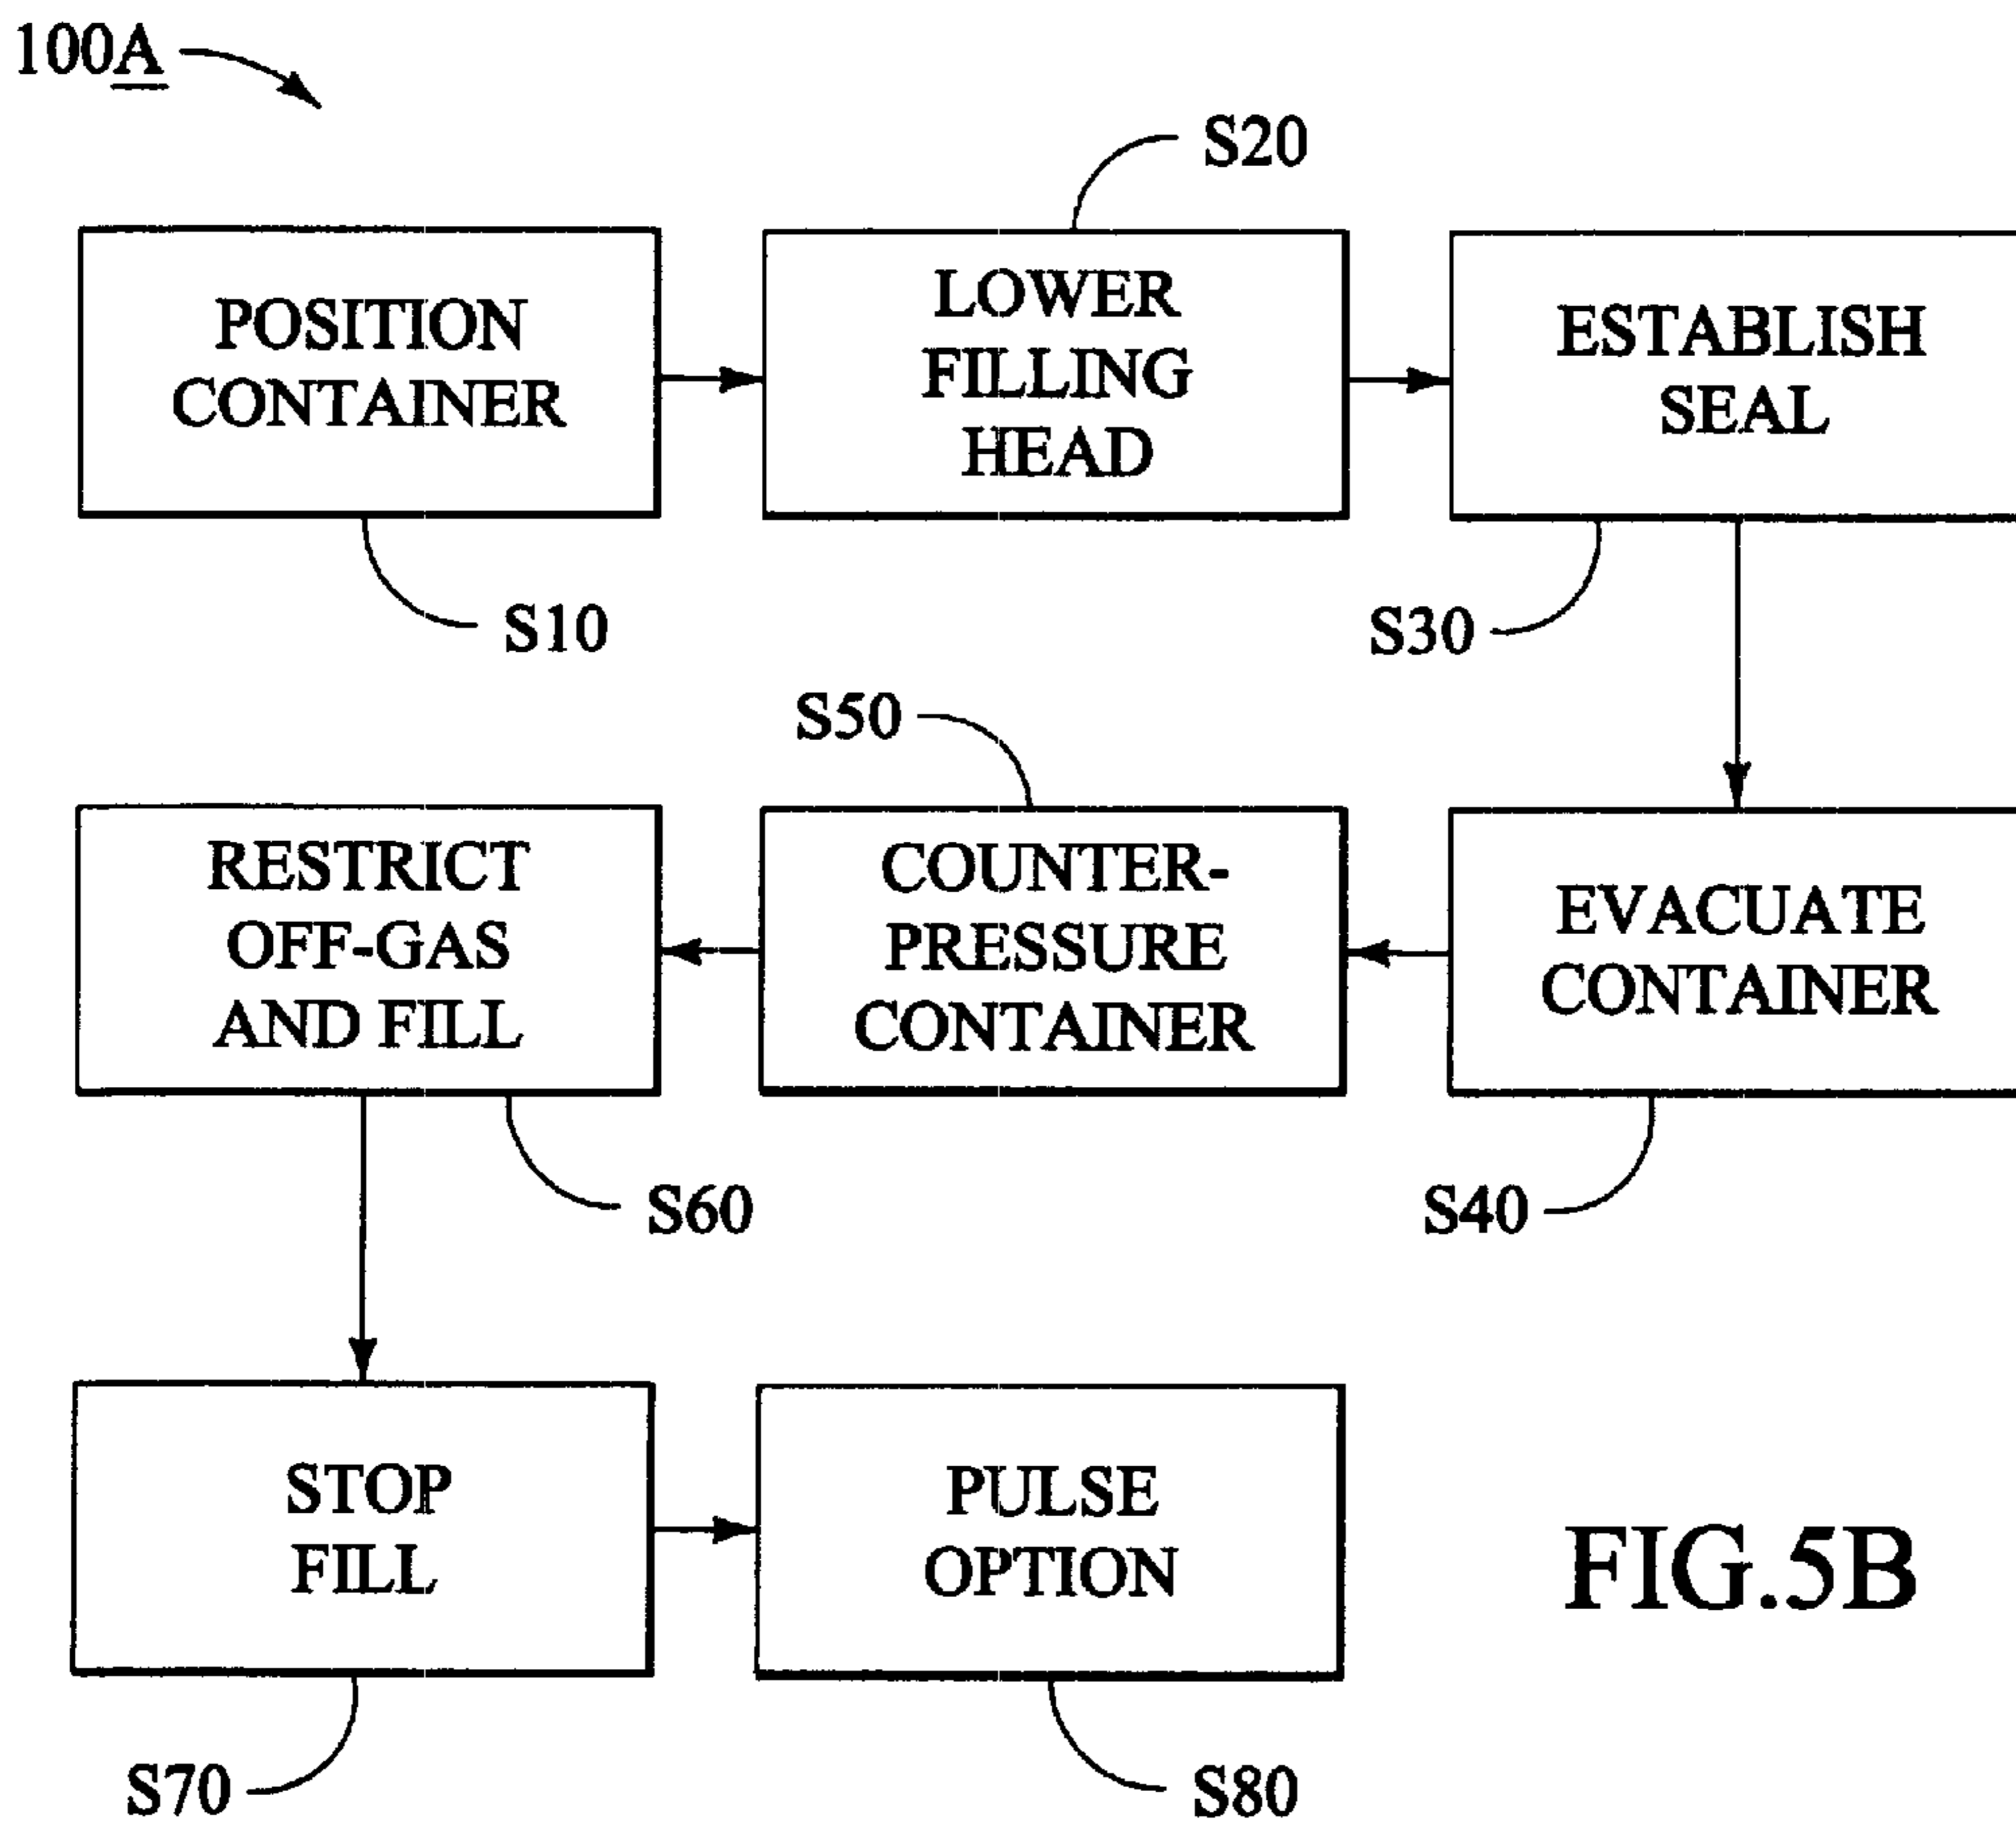 100A
S20
POSITION
CONTAINER
LOWER
FILLING
HEAD
ESTABLISH
SEAL
S10
S30
S50
RESTRICT
OFF-GAS
AND FILL
COUNTER-
PRESSURE
CONTAINER
EVACUATE
CONTAINER
S60
S40
STOP
FILL
PULSE
OPTION
FIG.5B
S70
S80